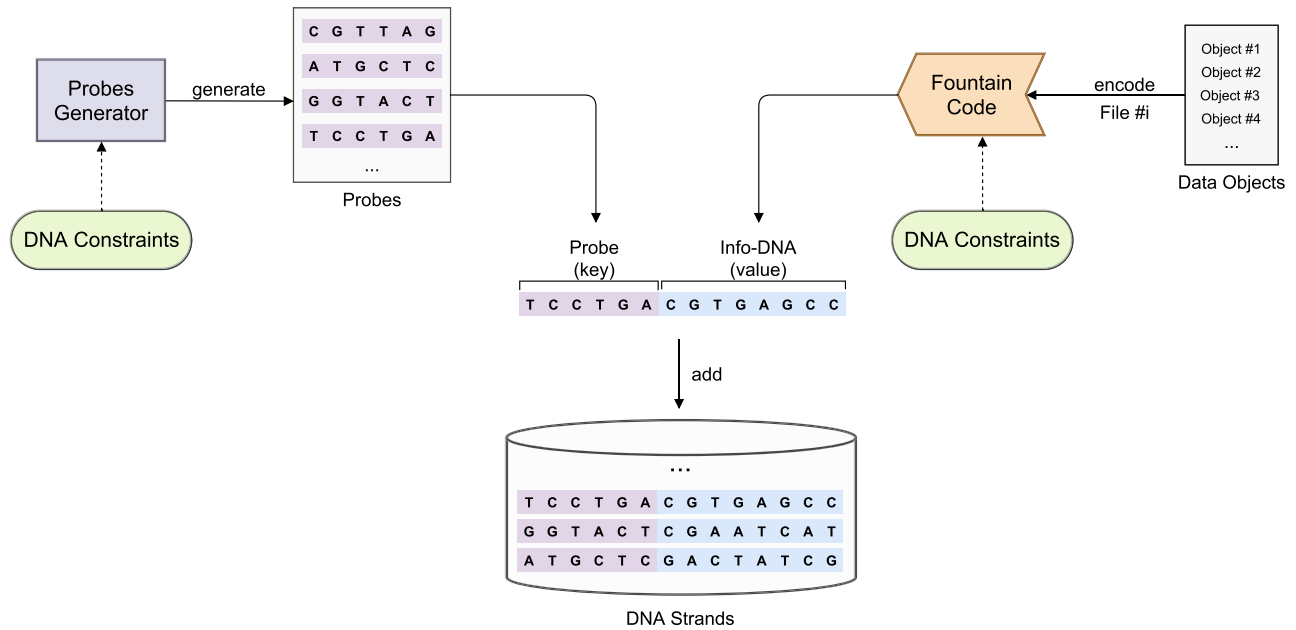 Probes
Generator
DNA Constraints
generate
C G T T A G
A T G C T C
G G T A C T
T C C T G A
...
Probes
Fountain
Code
DNA Constraints
encode
File #i
Object #1
Object #2
Object #3
Object #4
...
Data Objects
Probe
(key)
Info-DNA
(value)
T C C T G A C G T G A G C C
add
...
T C C T G A C G T G A G C C
G G T A C T C G A A T C A T
A T G C T C G A C T A T C G
DNA Strands